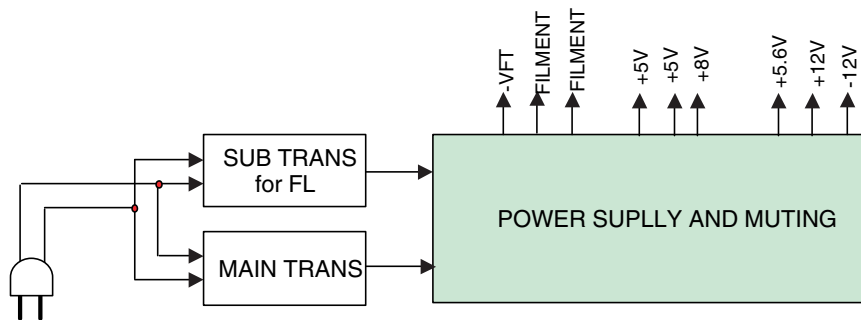 -VFT
FILMENT
FILMENT
+5V
+5V
+8V
+5.6V
+12V
-12V
SUB TRANS
for FL
POWER SUPLLY AND MUTING
MAIN TRANS